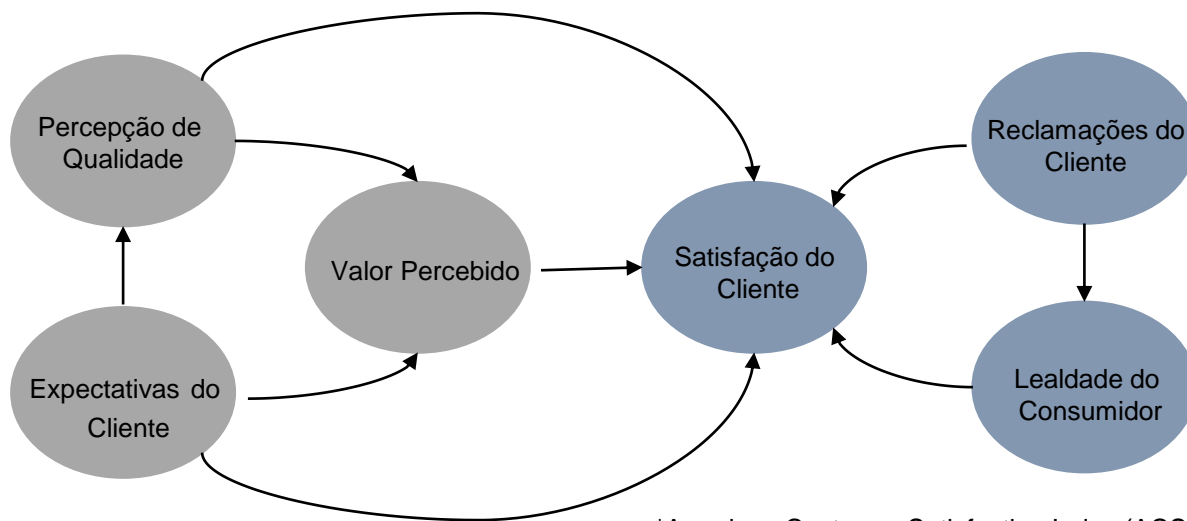 Percepção de
Qualidade
Reclamações do
Cliente
Valor Percebido
Satisfação do
Cliente
Expectativas do
Cliente
Lealdade do
Consumidor